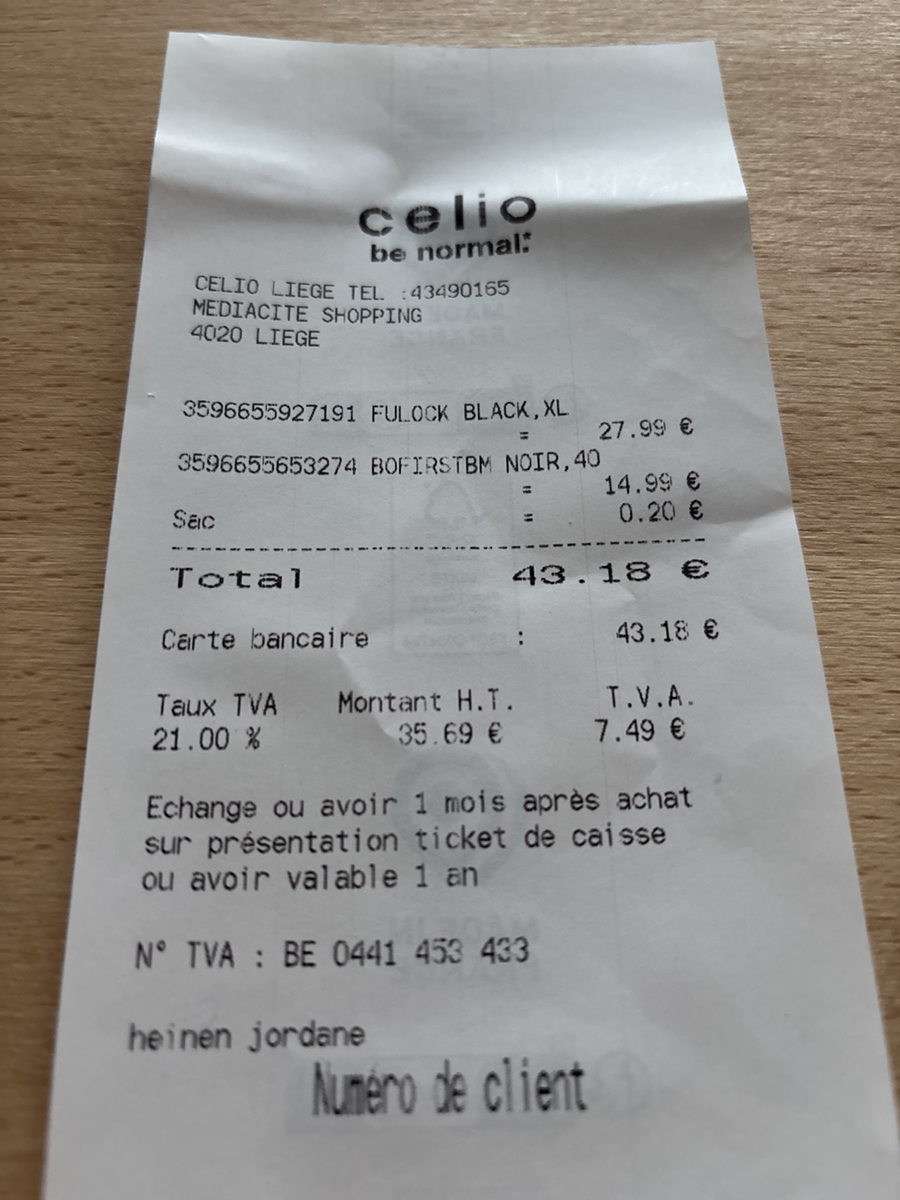 celio
be normal:*
CELIO LIEGE TEL :43490165
MEDIACITE SHOPPING
4020 LIEGE
3596655927191 FULOCK BLACK,XL
= 27.99 €
3596655653274 BOFIRSTBM NOIR,40
= 14.99 €
Sac = 0.20 €
Total 43.18 €
Carte bancaire : 43.18 €
Taux TVA Montant H.T. T.V.A.
21.00 % 35.69 € 7.49 €
Echange ou avoir 1 mois après achat
sur présentation ticket de caisse
ou avoir valable 1 an
N° TVA : BE 0441 453 433
heinen jordane
Numéro de client